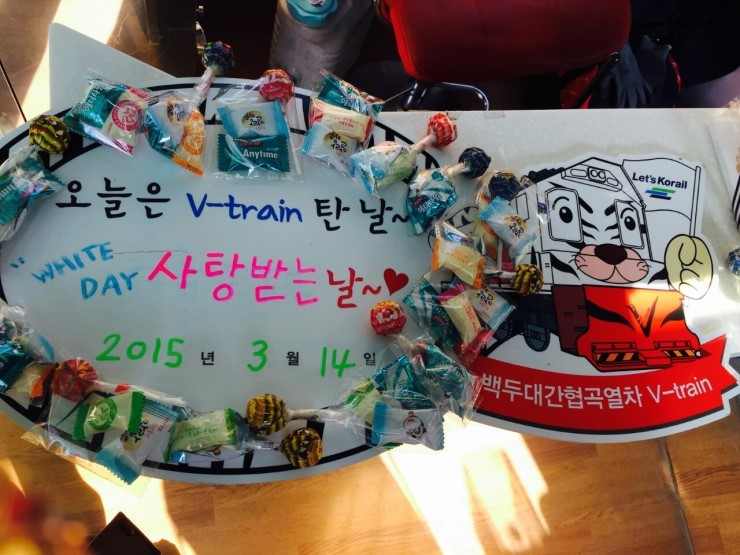 오늘은 V-train 탄 날~
"WHITE DAY 사탕받는 날~♥
2015년 3월 14일
Let's Korail
백두대간협곡열차 V-train
Anytime